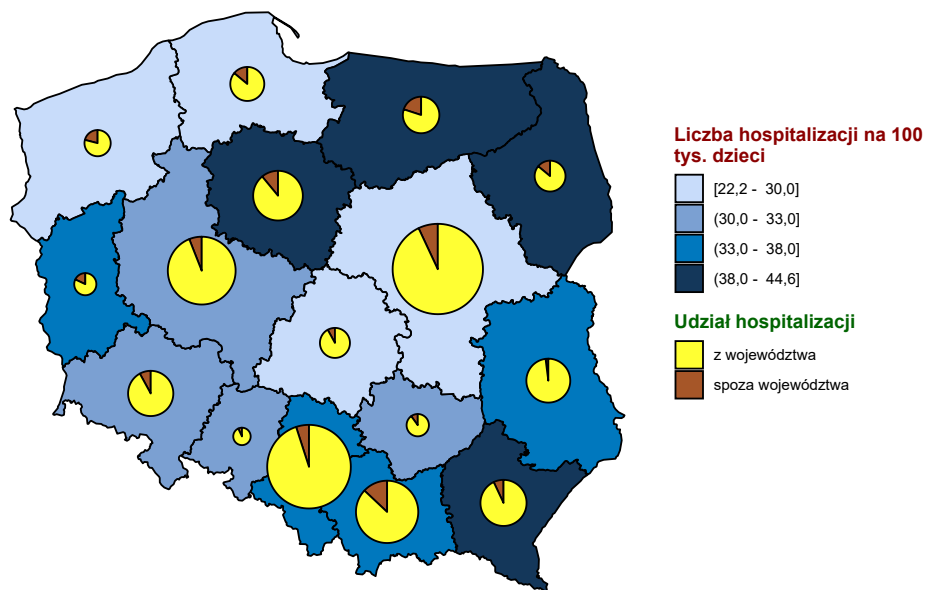 Liczba hospitalizacji na 100
tys. dzieci
[22,2 - 30,0]
(30,0 - 33,0]
(33,0 - 38,0]
(38,0 - 44,6]
Udział hospitalizacji
z województwa
spoza województwa